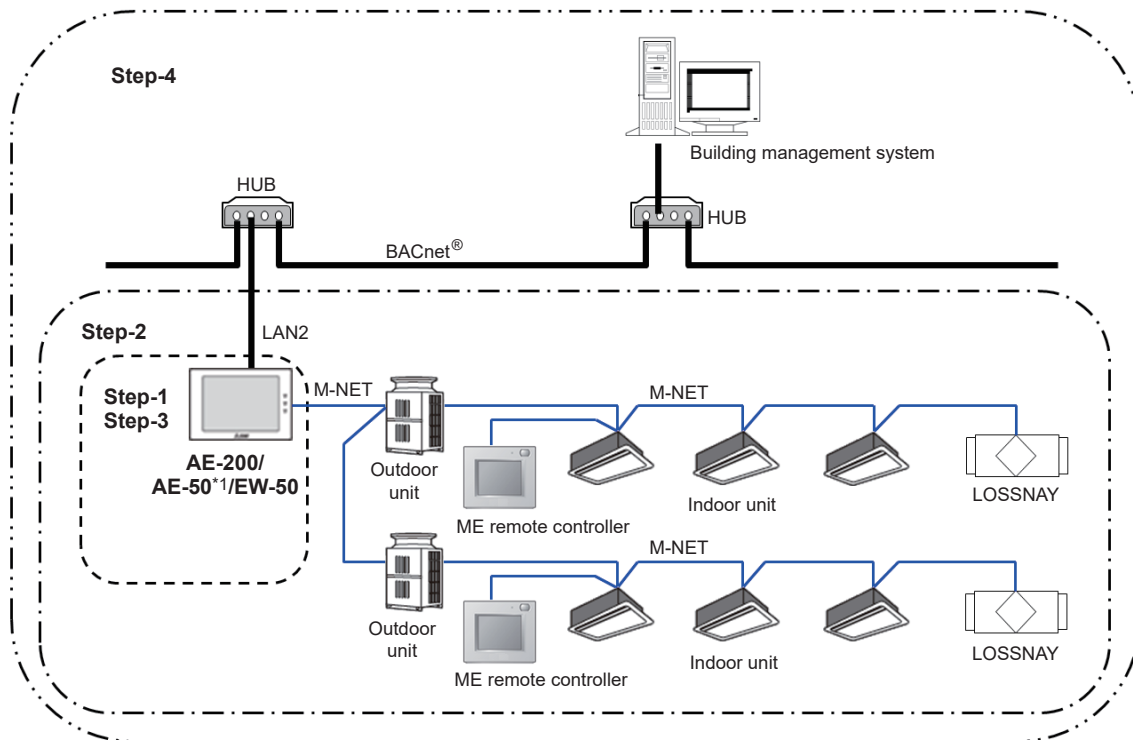 Step-4
Building management system
HUB
HUB
BACnet®
Step-2
LAN2
Step-1
Step-3
M-NET
M-NET
AE-200/
AE-50*1/EW-50
Outdoor
unit
ME remote controller
Indoor unit
LOSSNAY
M-NET
Outdoor
unit
ME remote controller
Indoor unit
LOSSNAY